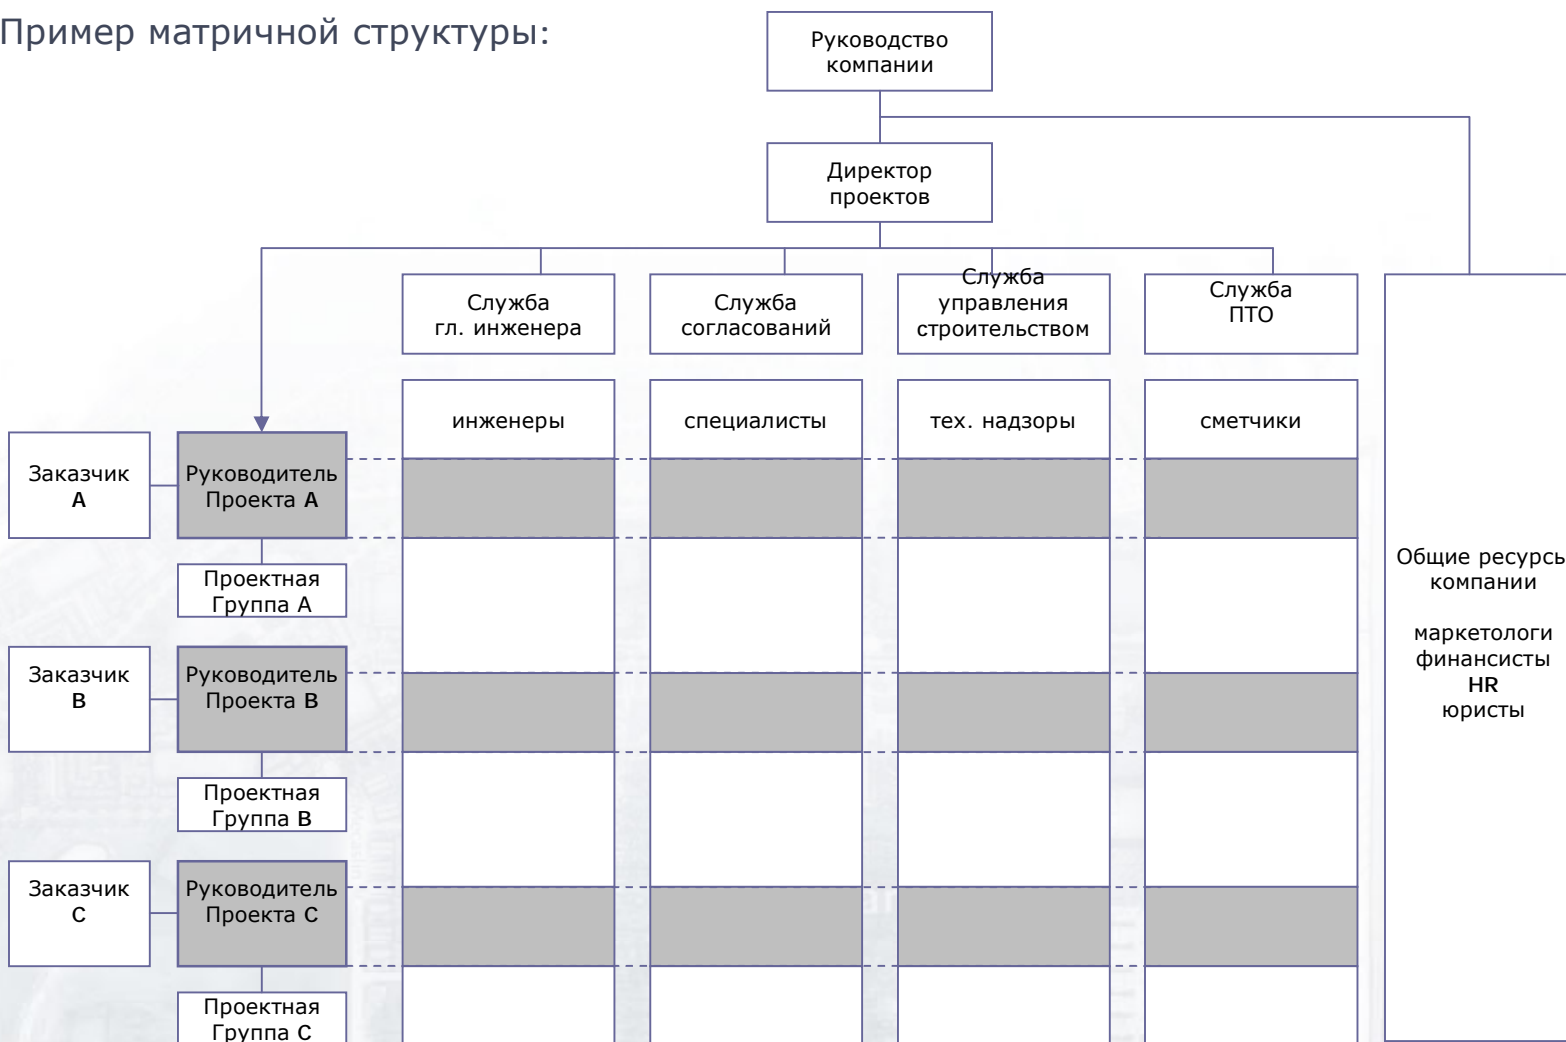 Пример матричной структуры:
Руководство
компании
Директор
проектов
Служба
гл. инженера
Служба
согласований
Служба
управления
строительством
Служба
ПТО
инженеры
специалисты
тех. надзоры
сметчики
Заказчик
А
Руководитель
Проекта А
Проектная
Группа А
Заказчик
В
Руководитель
Проекта В
Проектная
Группа В
Заказчик
С
Руководитель
Проекта С
Проектная
Группа С
Общие ресурсы
компании
маркетологи
финансисты
HR
юристы